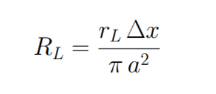 R_L = \frac{r_L \, \Delta x}{\pi \, a^2}